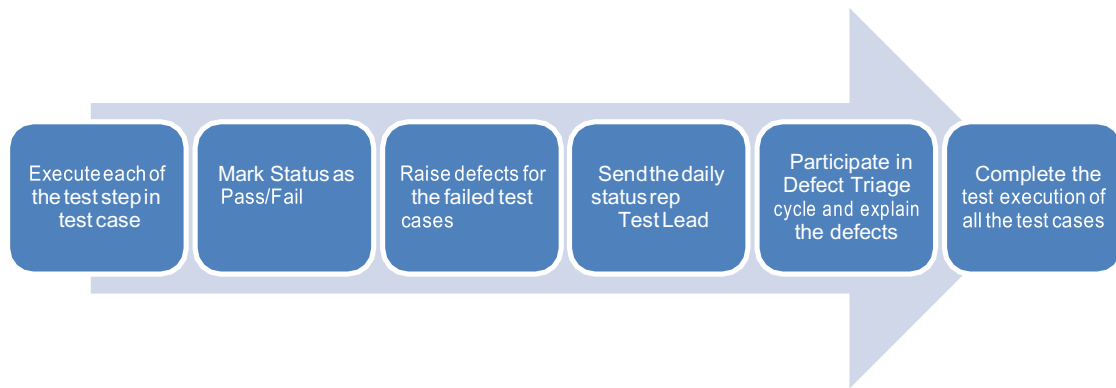 Execute each of
the test step in
test case
Mark Status as
Pass/Fail
Raise defects for
the failed test
cases
Send the daily
status rep
Test Lead
Participate in
Defect Triage
cycle and explain
the defects
Complete the
test execution of
all the test cases